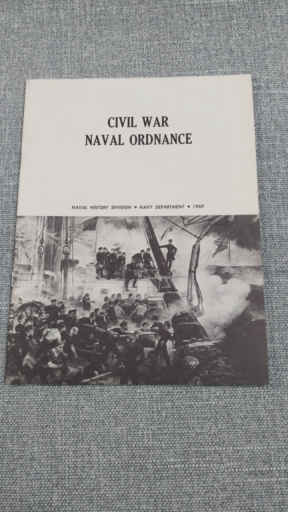 CIVIL WAR
NAVAL ORDNANCE
NAVAL HISTORY DIVISION • NAVY DEPARTMENT • 1969